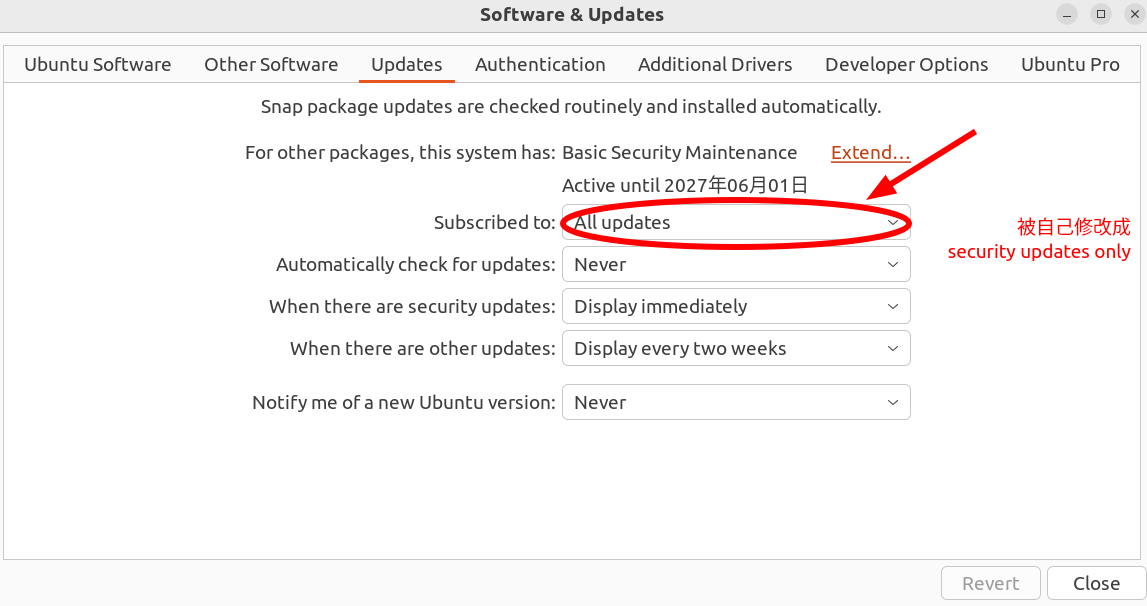 Software & Updates
Ubuntu Software Other Software Updates Authentication Additional Drivers Developer Options Ubuntu Pro
Snap package updates are checked routinely and installed automatically.
For other packages, this system has: Basic Security Maintenance Extend...
Active until 2027年06月01日
Subscribed to: All updates
被自己修改成
security updates only
Automatically check for updates: Never
When there are security updates: Display immediately
When there are other updates: Display every two weeks
Notify me of a new Ubuntu version: Never
Revert Close